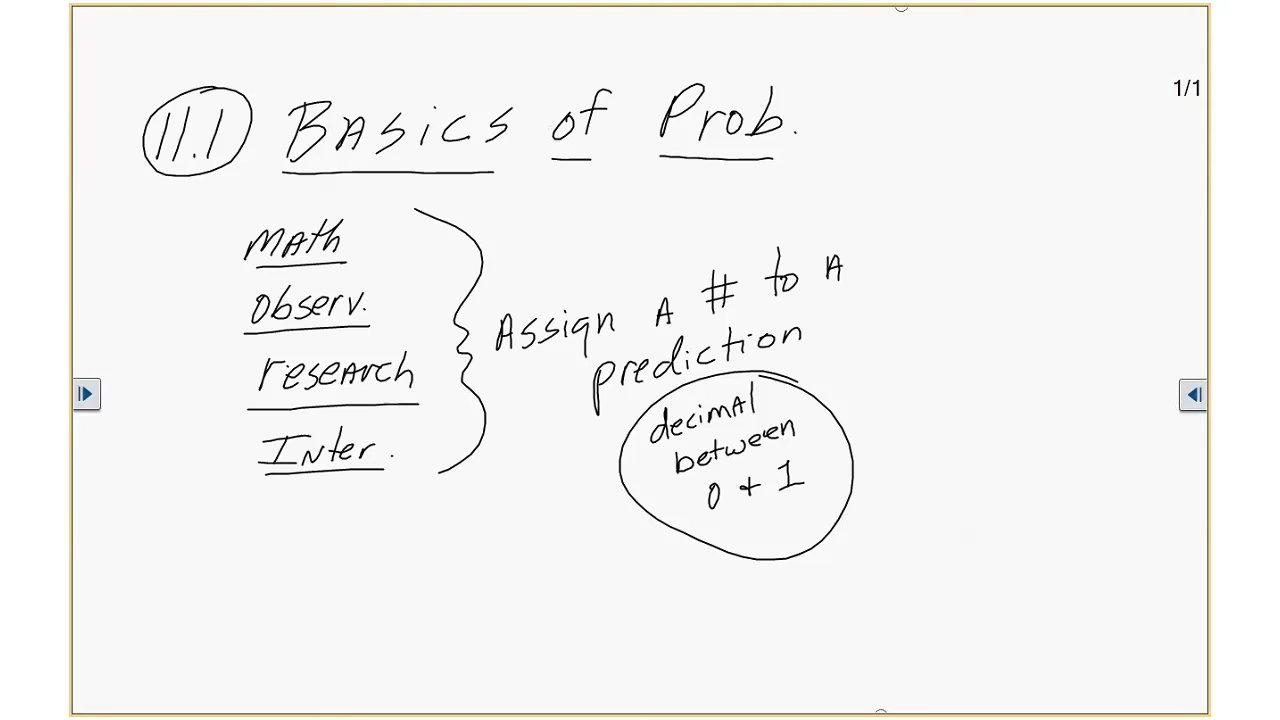 11.1 Basics of Prob.
1/1
Math
observ.
research
Inter.
Assign A # to A
prediction
decimal
between
0 + 1